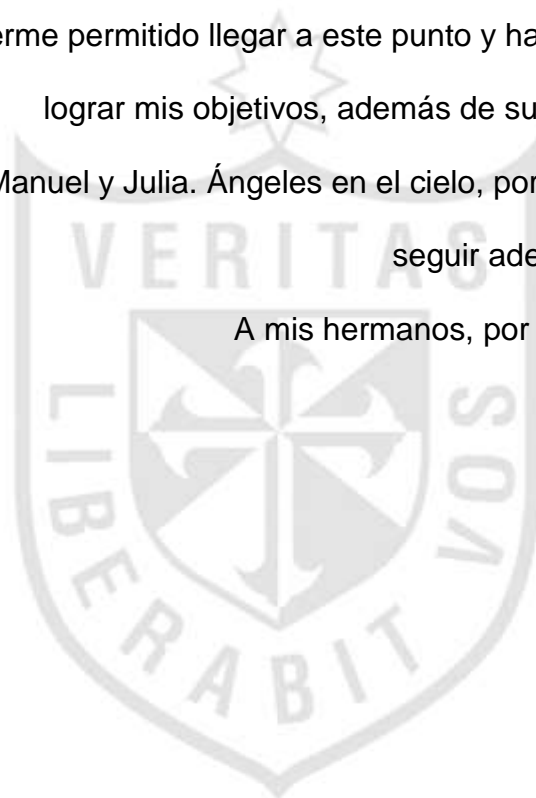 erme permitido llegar a este punto y ha
lograr mis objetivos, además de su
Manuel y Julia. Ángeles en el cielo, por
seguir ade
A mis hermanos, por
VERITAS
LIBERABIT
VOS